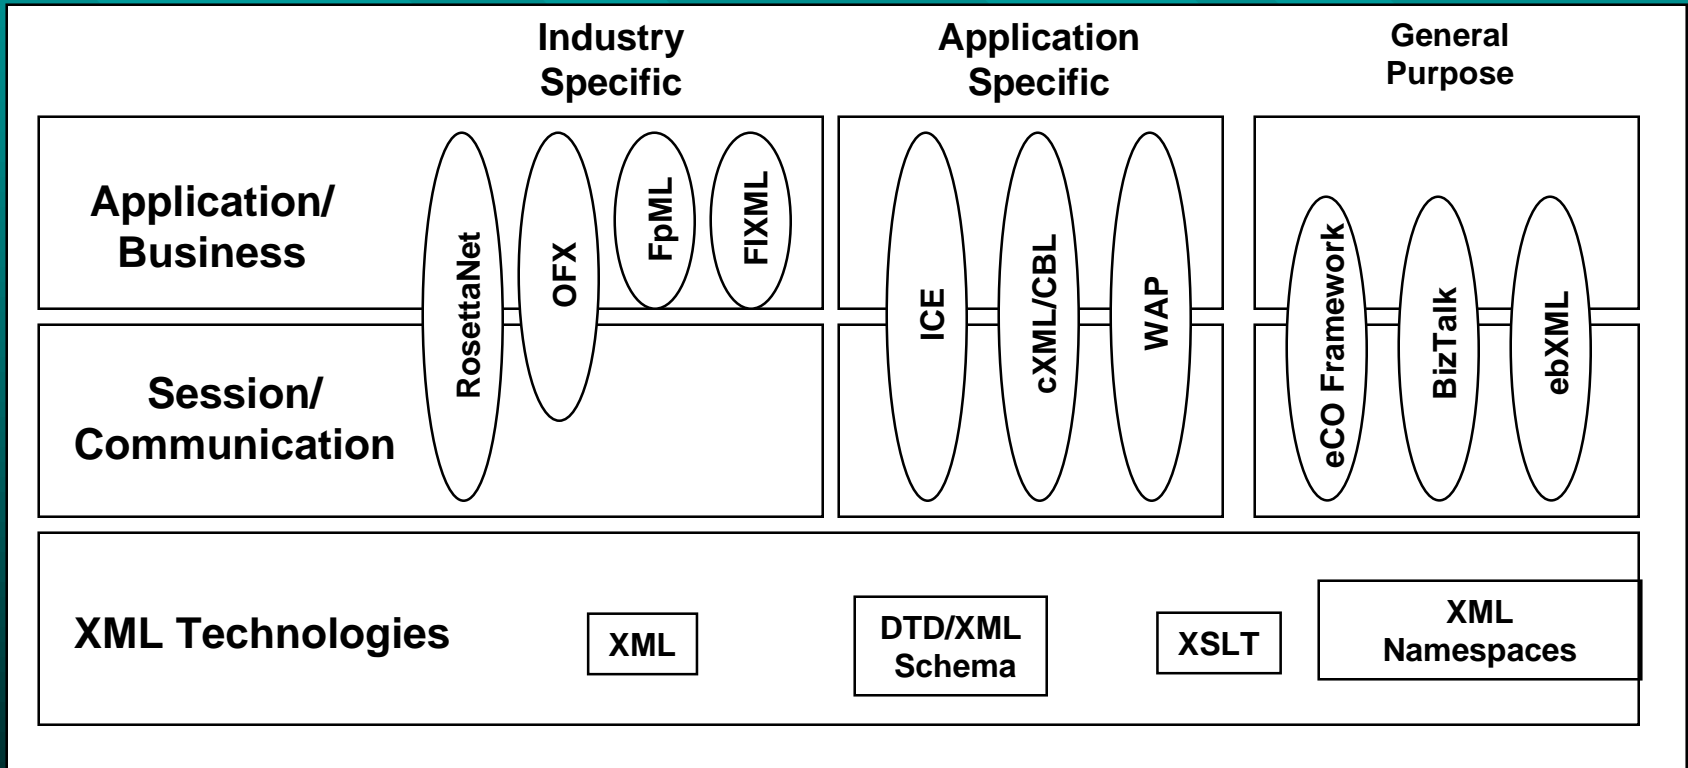 Industry
Specific
Application
Specific
General
Purpose
Application/
Business
RosettaNet
OFX
FpML
FIXML
ICE
cXML/CBL
WAP
eCO Framework
BizTalk
ebXML
Session/
Communication
XML Technologies
XML
DTD/XML
Schema
XSLT
XML
Namespaces